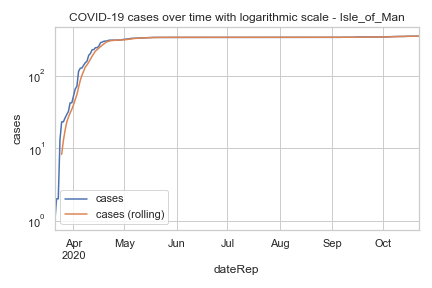 COVID-19 cases over time with logarithmic scale - Isle_of_Man
cases
10²
10¹
10⁰
cases
cases (rolling)
Apr May Jun Jul Aug Sep Oct
2020
dateRep